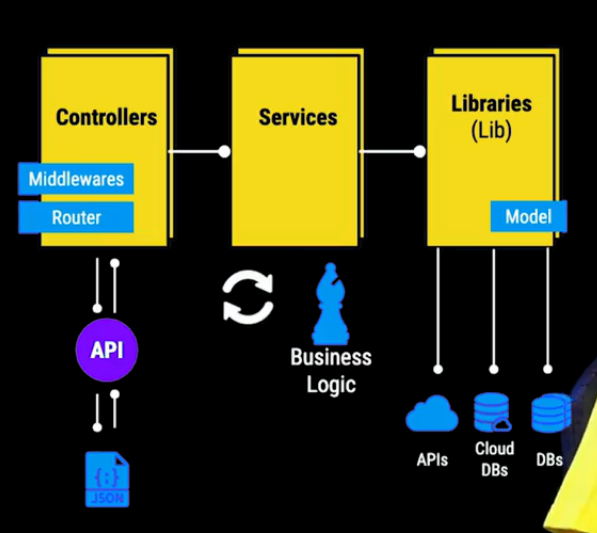 Controllers
Middlewares
Router
Services
Libraries
(Lib)
Model
API
{;}
JSON
Business
Logic
APIs
Cloud
DBs
DBs